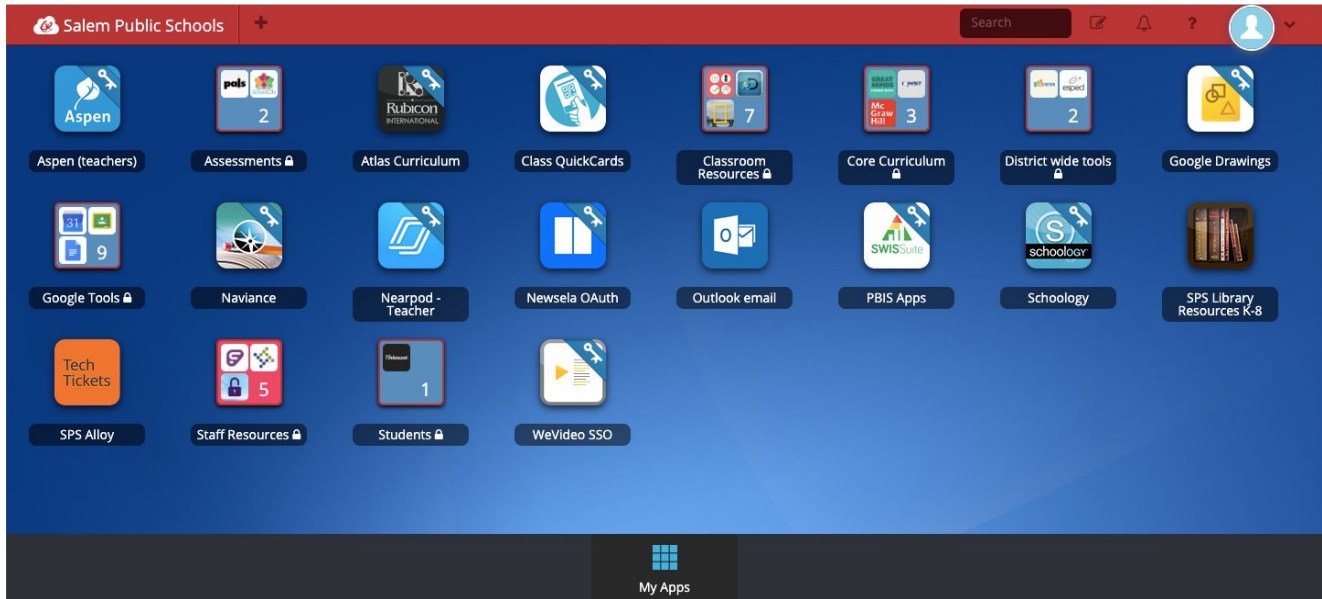 Salem Public Schools +
Search ?
Aspen
pals
2
Rubicon
INTERNATIONAL
7
GREAT MINDS
Mc
Graw
Hill
3
esped
2
Aspen (teachers)
Assessments
Atlas Curriculum
Class QuickCards
Classroom
Resources
Core Curriculum
District wide tools
Google Drawings
31
9
O
SWISSuite
S
schoology
Google Tools
Naviance
Nearpod -
Teacher
Newsela OAuth
Outlook email
PBIS Apps
Schoology
SPS Library
Resources K-8
Tech
Tickets
5
1
SPS Alloy
Staff Resources
Students
WeVideo SSO
My Apps